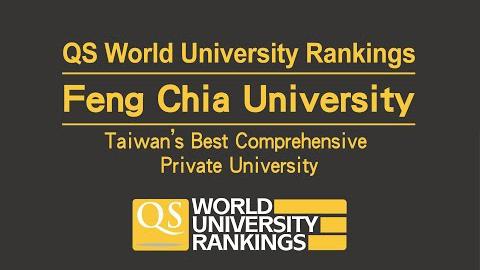 QS World University Rankings
Feng Chia University
Taiwan's Best Comprehensive
Private University
QS WORLD
UNIVERSITY
RANKINGS